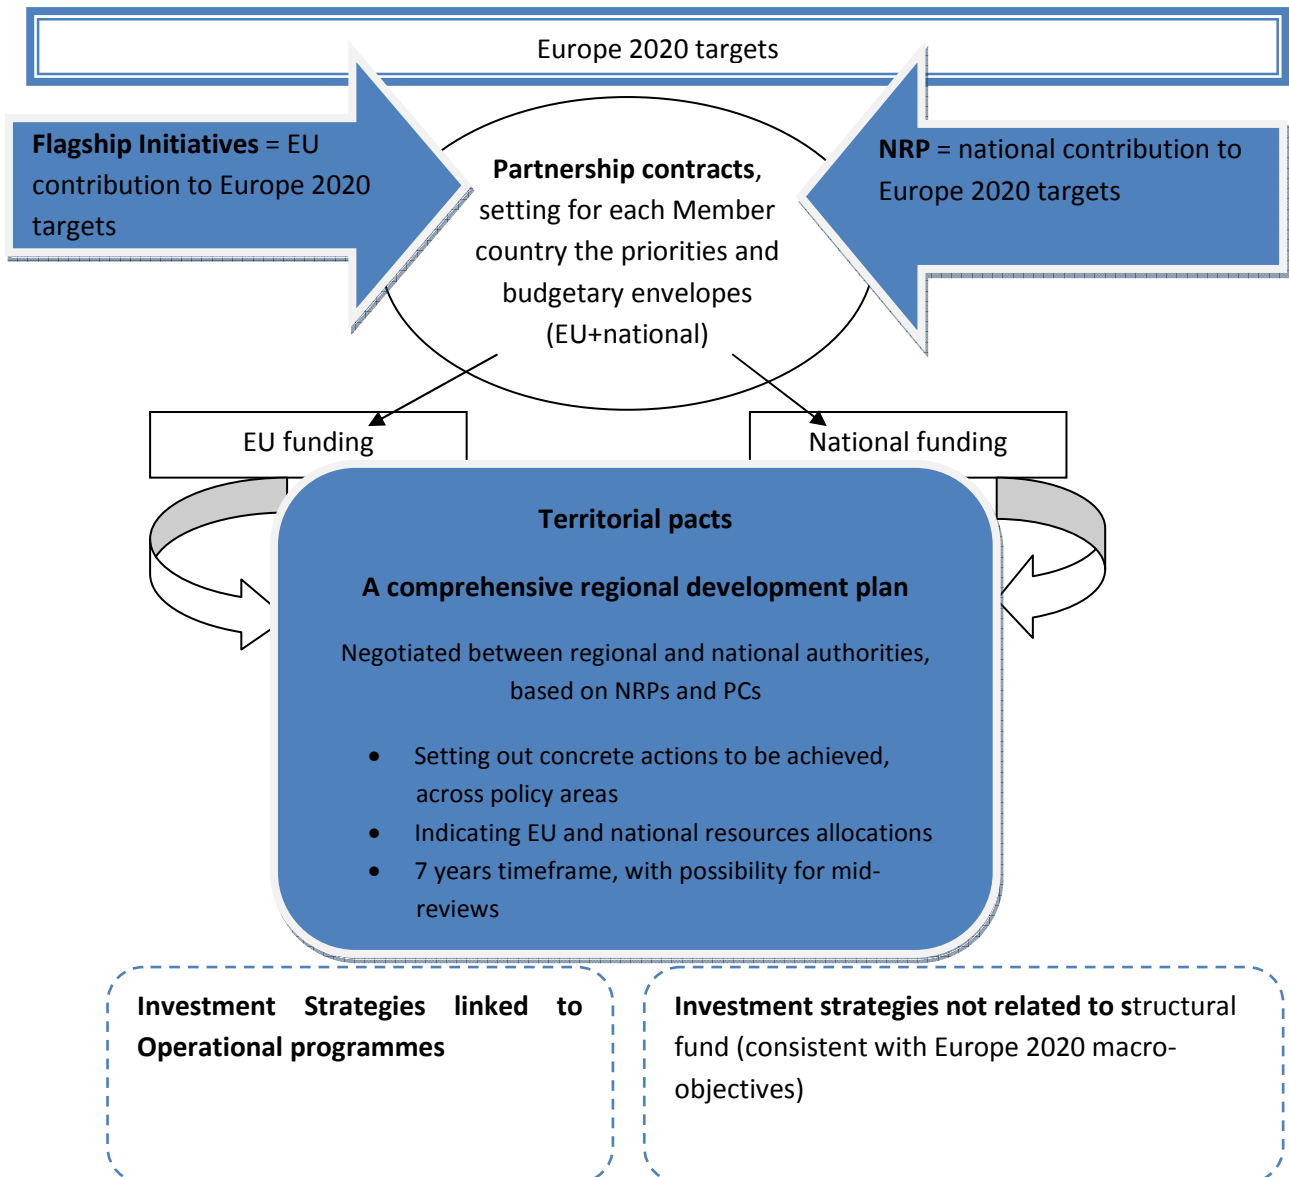 Europe 2020 targets
Flagship Initiatives = EU
contribution to Europe 2020
targets
Partnership contracts,
setting for each Member
country the priorities and
budgetary envelopes
(EU+national)
NRP = national contribution to
Europe 2020 targets
EU funding
National funding
Territorial pacts
A comprehensive regional development plan
Negotiated between regional and national authorities,
based on NRPs and PCs
• Setting out concrete actions to be achieved,
across policy areas
• Indicating EU and national resources allocations
• 7 years timeframe, with possibility for mid-
reviews
Investment Strategies linked to
Operational programmes
Investment strategies not related to structural
fund (consistent with Europe 2020 macro-
objectives)